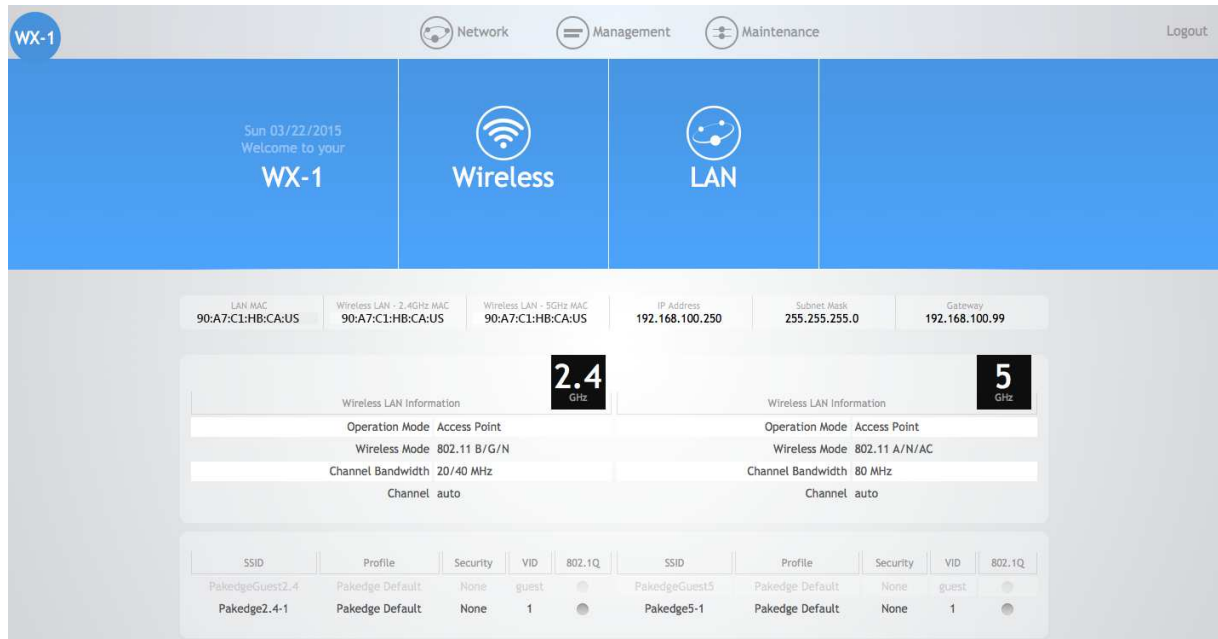 WX-1
Network
Management
Maintenance
Logout
Sun 03/22/2015
Welcome to your
WX-1
Wireless
LAN
LAN MAC
90:A7:C1:HB:CA:US
Wireless LAN - 2.4GHz MAC
90:A7:C1:HB:CA:US
Wireless LAN - 5GHz MAC
90:A7:C1:HB:CA:US
IP Address
192.168.100.250
Subnet Mask
255.255.255.0
Gateway
192.168.100.99
2.4
GHz
Wireless LAN Information
Operation Mode Access Point
Wireless Mode 802.11 B/G/N
Channel Bandwidth 20/40 MHz
Channel auto
5
GHz
Wireless LAN Information
Operation Mode Access Point
Wireless Mode 802.11 A/N/AC
Channel Bandwidth 80 MHz
Channel auto
SSID Profile Security VID 802.1Q
PakedgeGuest2.4 Pakedge Default None guest
Pakedge2.4-1 Pakedge Default None 1
SSID Profile Security VID 802.1Q
PakedgeGuest5 Pakedge Default None guest
Pakedge5-1 Pakedge Default None 1